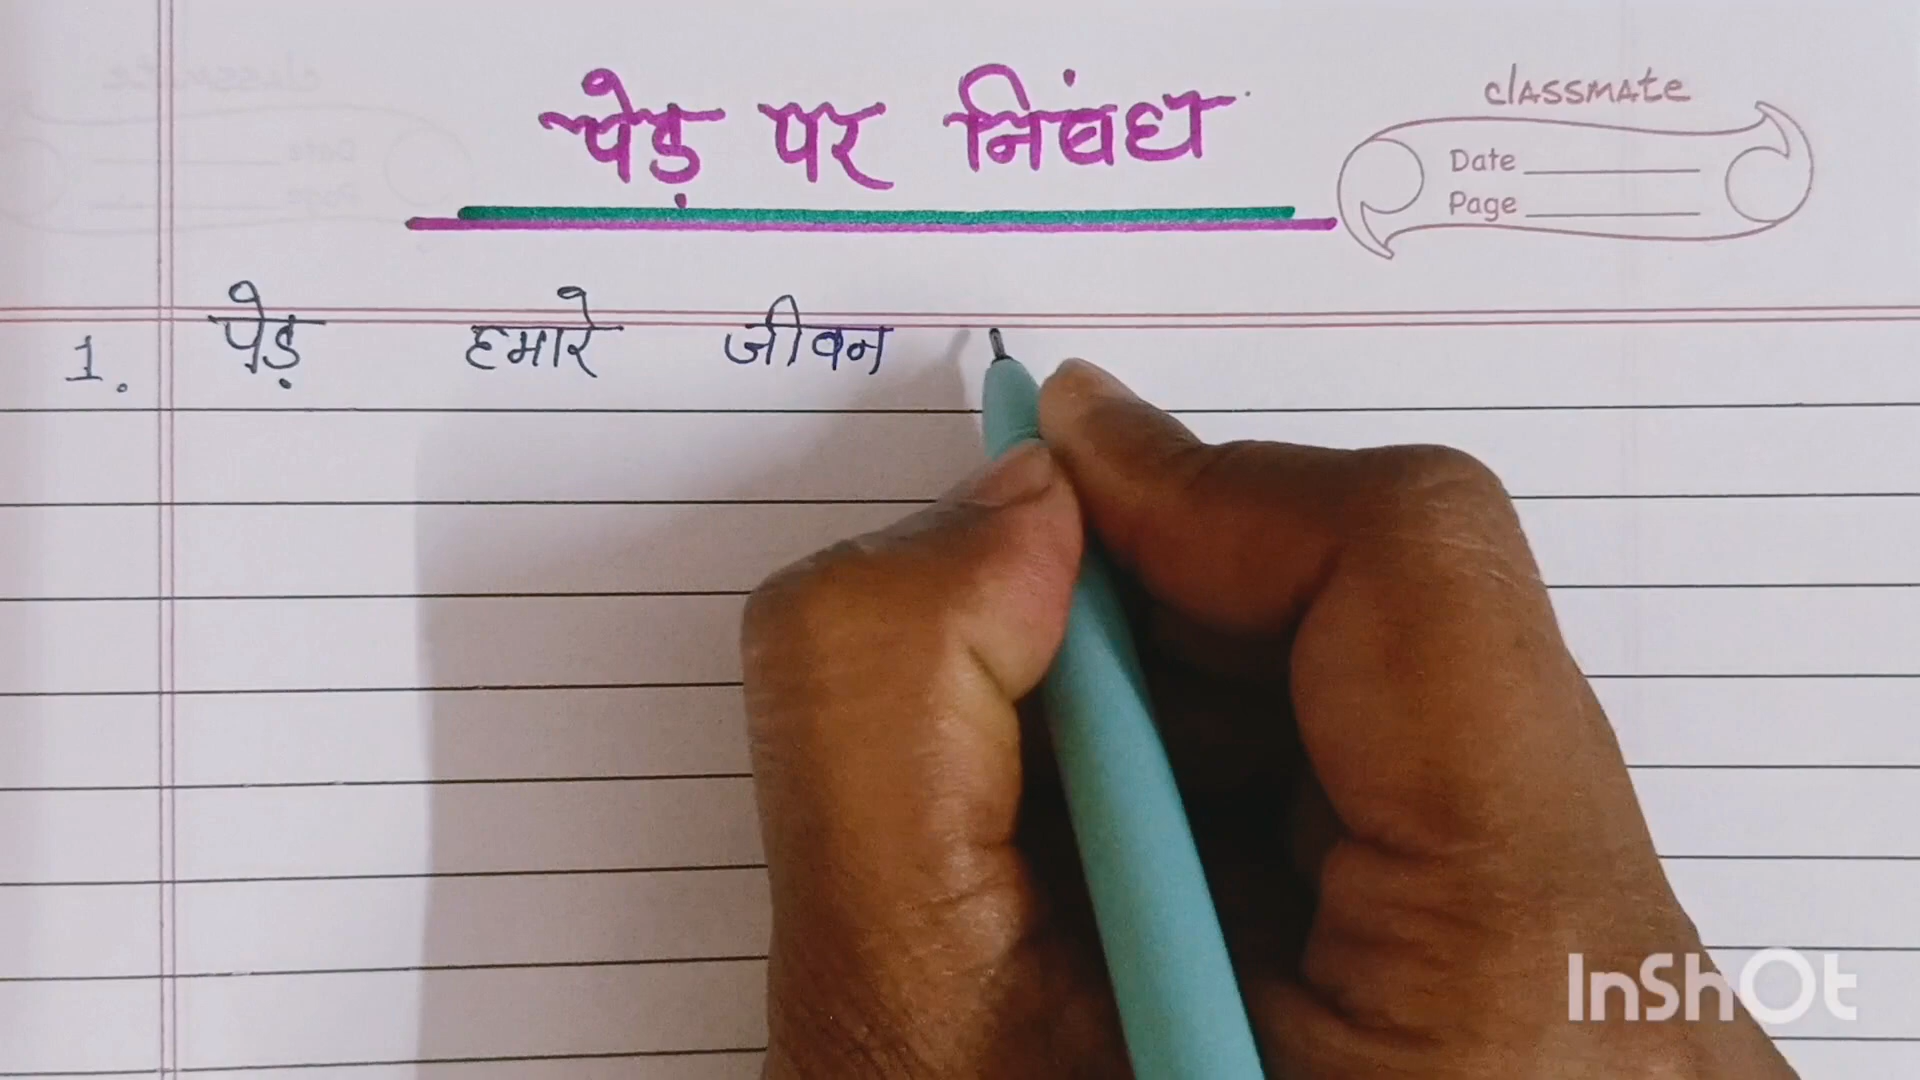 पेड़ पर निबंध
classmate
Date
Page
1. पेड़ हमारे जीवन
InShOt